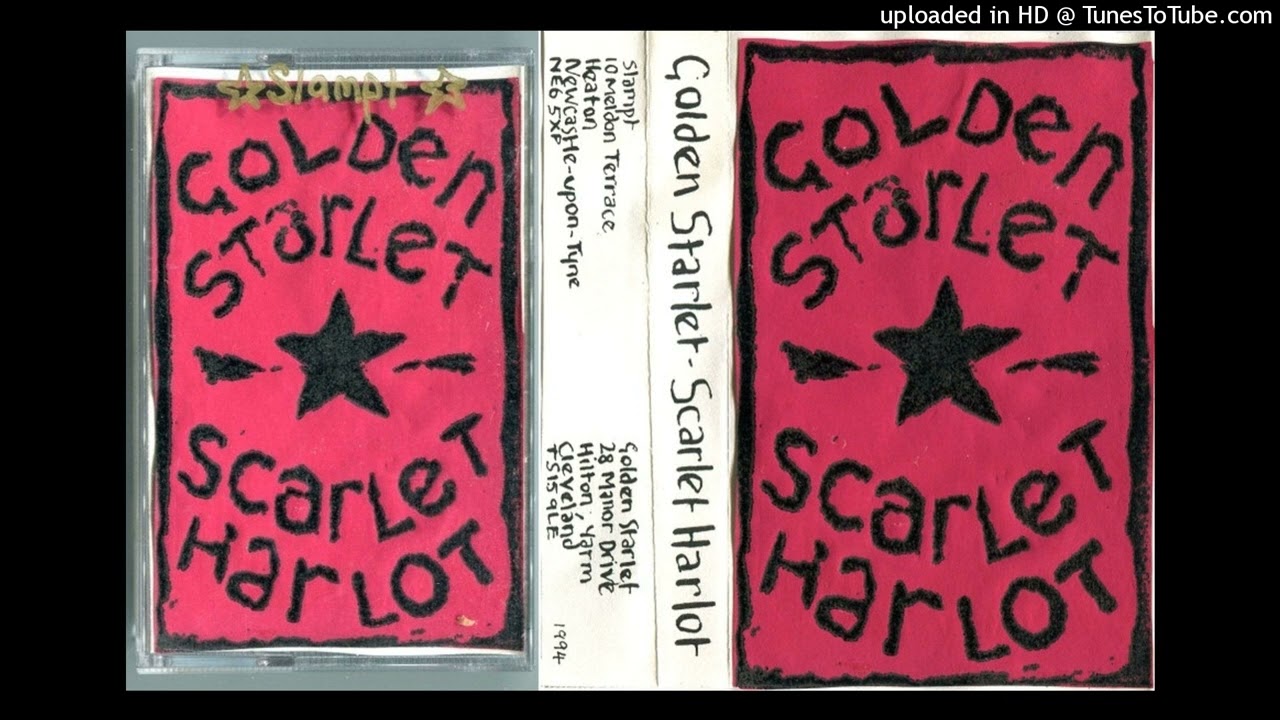 uploaded in HD @ TunesToTube.com
☆ Slampt ☆
GOLDen
STarLeT
ScarLeT
HarLOT
Slampt
10 Meldon Terrace
Heaton
Newcastle-upon-Tyne
NE6 5XP
Golden Starlet
28 Manor Drive
Hilton, Yarm
Cleveland
TS15 9LE
1994
Golden Starlet - Scarlet Harlot
GOLDen
STarLeT
ScarLeT
HarLOT